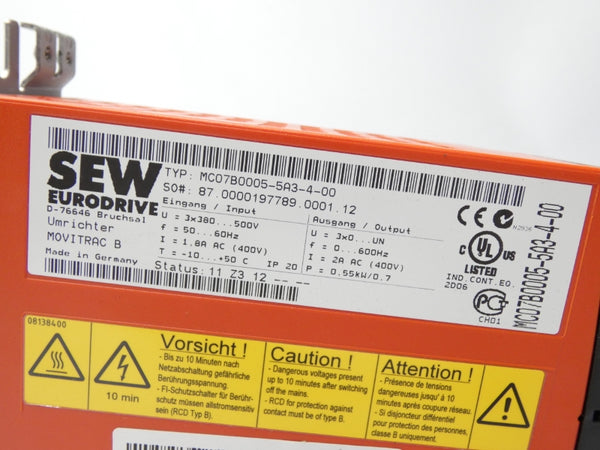 SEW
EURODRIVE
D-76646 Bruchsal
Umrichter
MOVITRAC B
Made in Germany
TYP: MC07B0005-5A3-4-00
SO#: 87.0000197789.0001.12
Eingang / Input
U = 3x380...500V
f = 50...60Hz
I = 1.8A AC (400V)
T = -10...+50 C IP 20
Status: 11 Z3 12 -- --
Ausgang / Output
U = 3x0...UN
f = 0...600Hz
I = 2A AC (400V)
P = 0.55kW/0.7
CE
N2936
C UL US
LISTED
IND.CONT.EQ.
2D06
CH01
MC07B0005-5A3-4-00
08138400
10 min
Vorsicht !
- Bis zu 10 Minuten nach
Netzabschaltung gefährliche
Berührungsspannung.
- FI-Schutzschalter für Berühr-
schutz müssen allstromsensitiv
sein (RCD Typ B).
Caution !
- Dangerous voltages present
up to 10 minutes after switching
off the mains.
- RCD for protection against
contact must be of type B.
Attention !
- Présence de tensions
dangereuses jusqu' à 10
minutes après coupure réseau.
- Si disjoncteur différentiel
pour protection des personnes,
classe B uniquement.